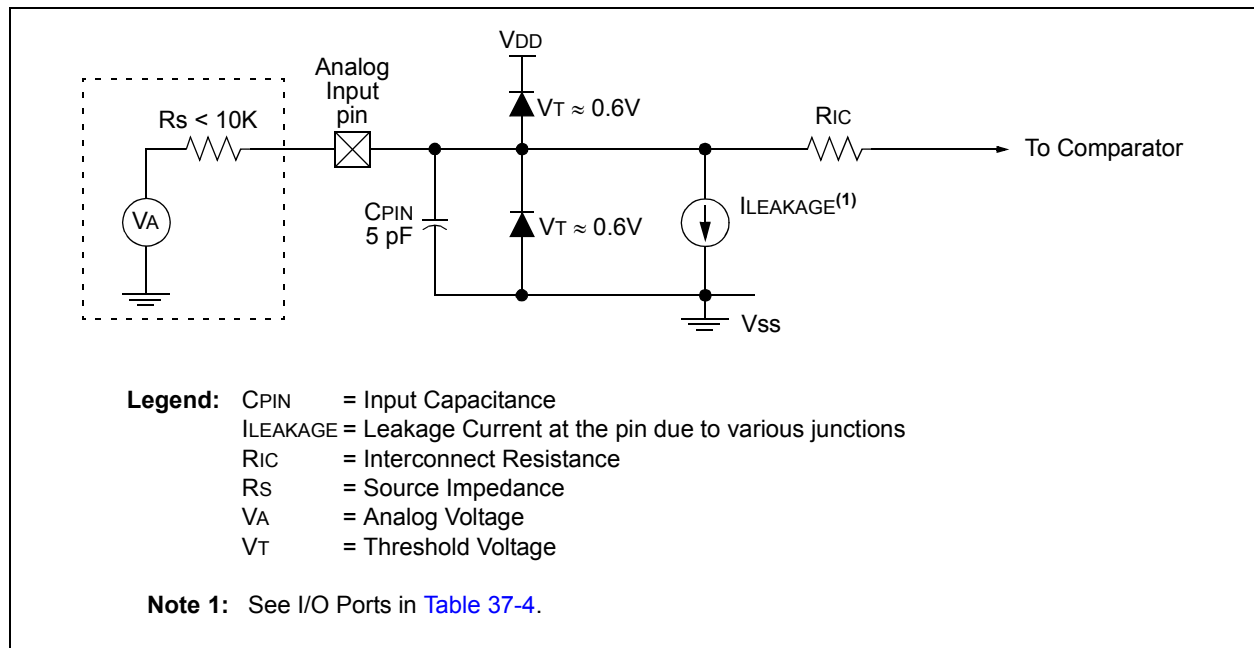 VDD
Analog
Input
pin
Rs < 10K
VT ≈ 0.6V
RIC
To Comparator
VA
CPIN
5 pF
VT ≈ 0.6V
ILEAKAGE(1)
Vss
Legend: CPIN = Input Capacitance
ILEAKAGE = Leakage Current at the pin due to various junctions
RIC = Interconnect Resistance
RS = Source Impedance
VA = Analog Voltage
VT = Threshold Voltage
Note 1: See I/O Ports in Table 37-4.